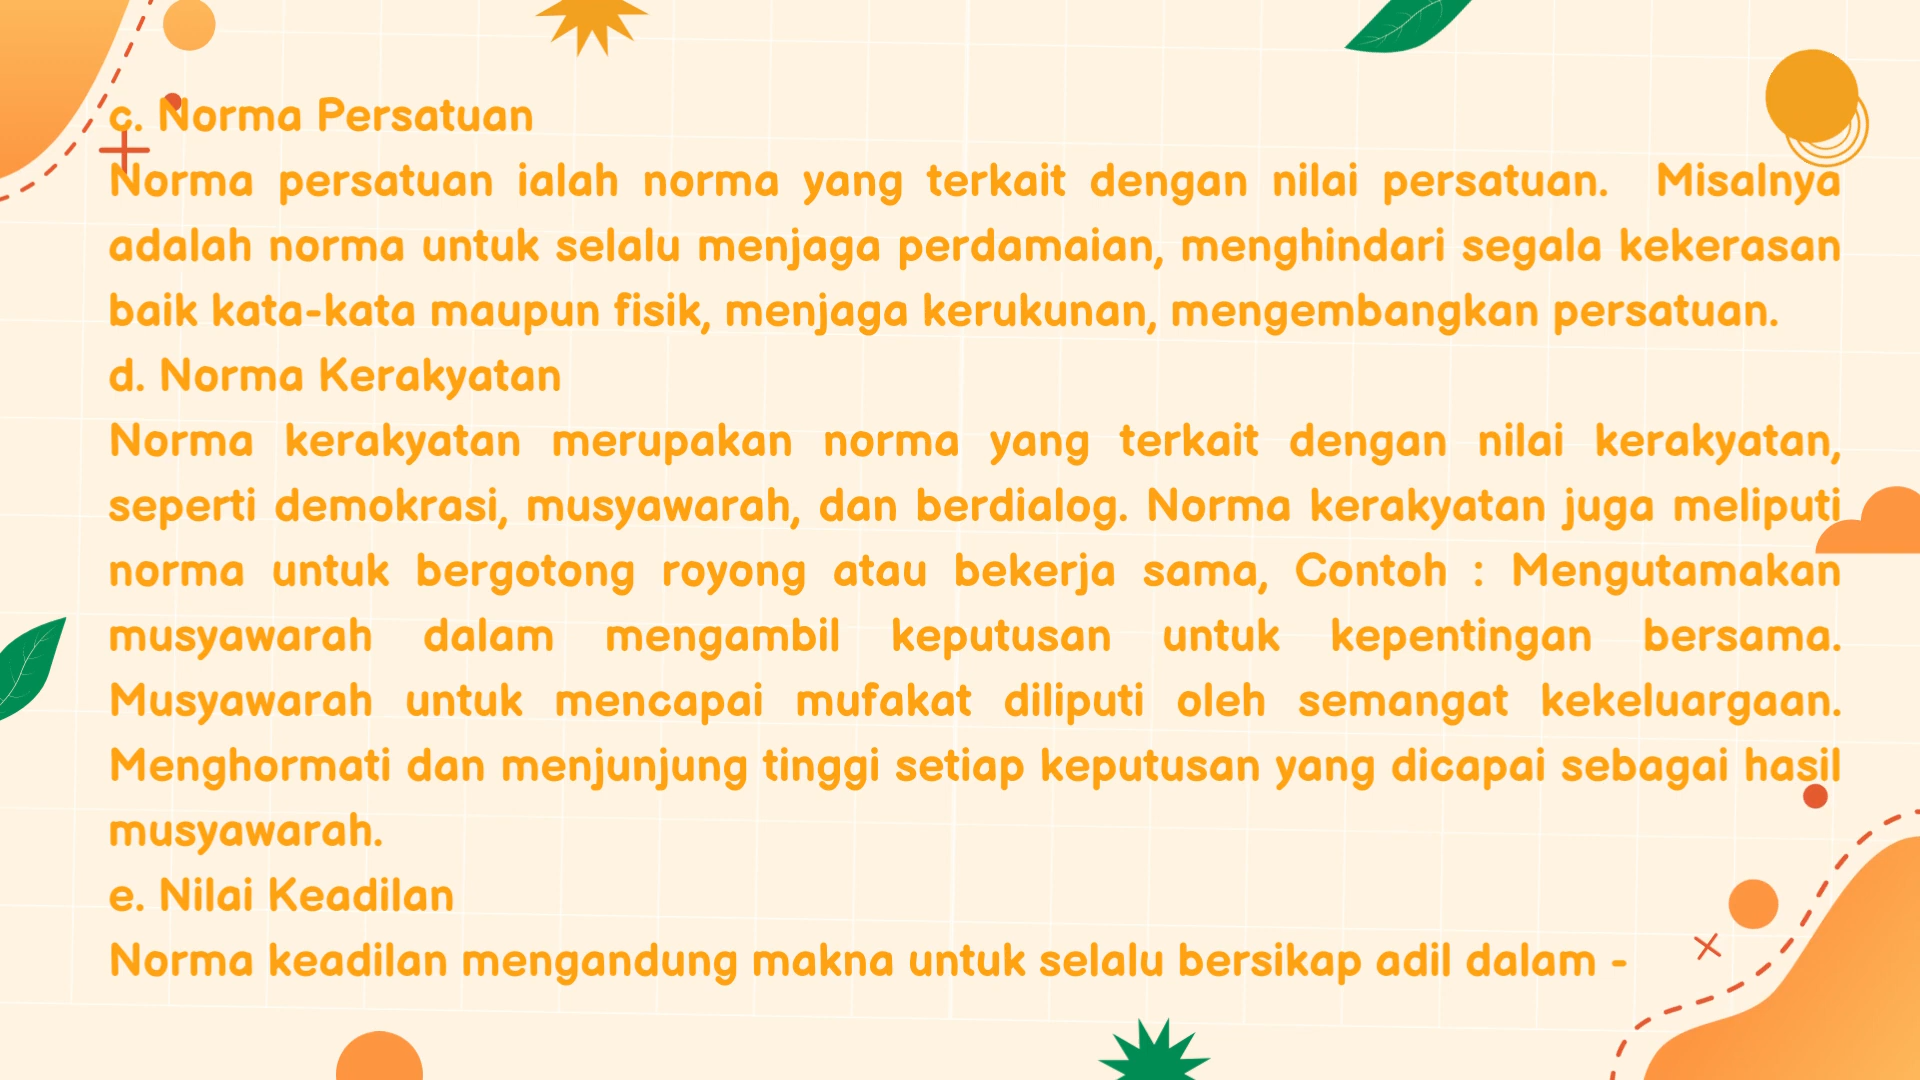 c. Norma Persatuan
Norma persatuan ialah norma yang terkait dengan nilai persatuan. Misalnya
adalah norma untuk selalu menjaga perdamaian, menghindari segala kekerasan
baik kata-kata maupun fisik, menjaga kerukunan, mengembangkan persatuan.
d. Norma Kerakyatan
Norma kerakyatan merupakan norma yang terkait dengan nilai kerakyatan,
seperti demokrasi, musyawarah, dan berdialog. Norma kerakyatan juga meliputi
norma untuk bergotong royong atau bekerja sama, Contoh : Mengutamakan
musyawarah dalam mengambil keputusan untuk kepentingan bersama.
Musyawarah untuk mencapai mufakat diliputi oleh semangat kekeluargaan.
Menghormati dan menjunjung tinggi setiap keputusan yang dicapai sebagai hasil
musyawarah.
e. Nilai Keadilan
Norma keadilan mengandung makna untuk selalu bersikap adil dalam -